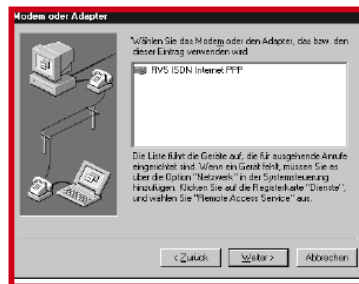 Modem oder Adapter
Wählen Sie das Modem oder den Adapter, das bzw. den
dieser Eintrag verwenden wird.
RVS ISDN Internet PPP
Die Liste führt die Geräte auf, die für ausgehende Anrufe
eingerichtet sind. Wenn ein Gerät fehlt, müssen Sie es
über die Option "Netzwerk" in der Systemsteuerung
hinzufügen. Klicken Sie auf die Registerkarte "Dienste",
und wählen Sie "Remote Access Service" aus.
< Zurück
Weiter >
Abbrechen